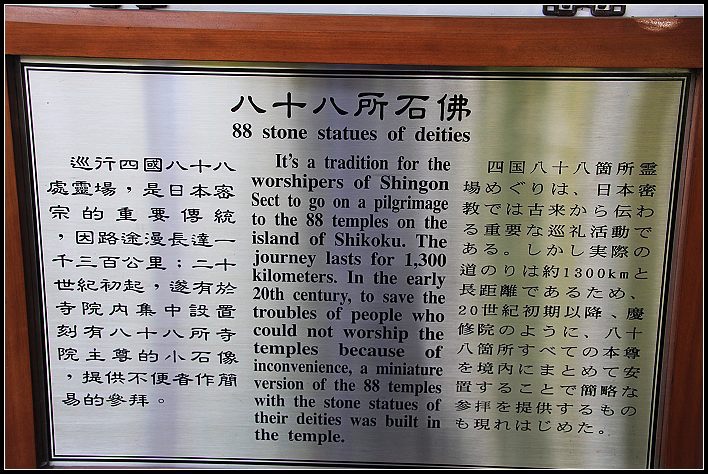 八十八所石佛
88 stone statues of deities
巡行四國八十八
處靈場，是日本密
宗的重要傳統
，因路途漫長達一
千三百公里；二十
世紀初起，遂有於
寺院內集中設置
刻有八十八所寺
院主尊的小石像
，提供不便者作簡
易的參拜。
It's a tradition for the
worshipers of Shingon
Sect to go on a pilgrimage
to the 88 temples on the
island of Shikoku. The
journey lasts for 1,300
kilometers. In the early
20th century, to save the
troubles of people who
could not worship the
temples because of
inconvenience, a miniature
version of the 88 temples
with the stone statues of
their deities was built in
the temple.
四国八十八箇所霊
場めぐりは、日本密
教では古来から伝わ
る重要な巡礼活動で
ある。しかし実際の
道のりは約1300kmと
長距離であるため、
20世紀初期以降、慶
修院のように、八十
八箇所すべての本尊
を境内にまとめて安
置することで簡略な
参拝を提供するもの
も現れはじめた。